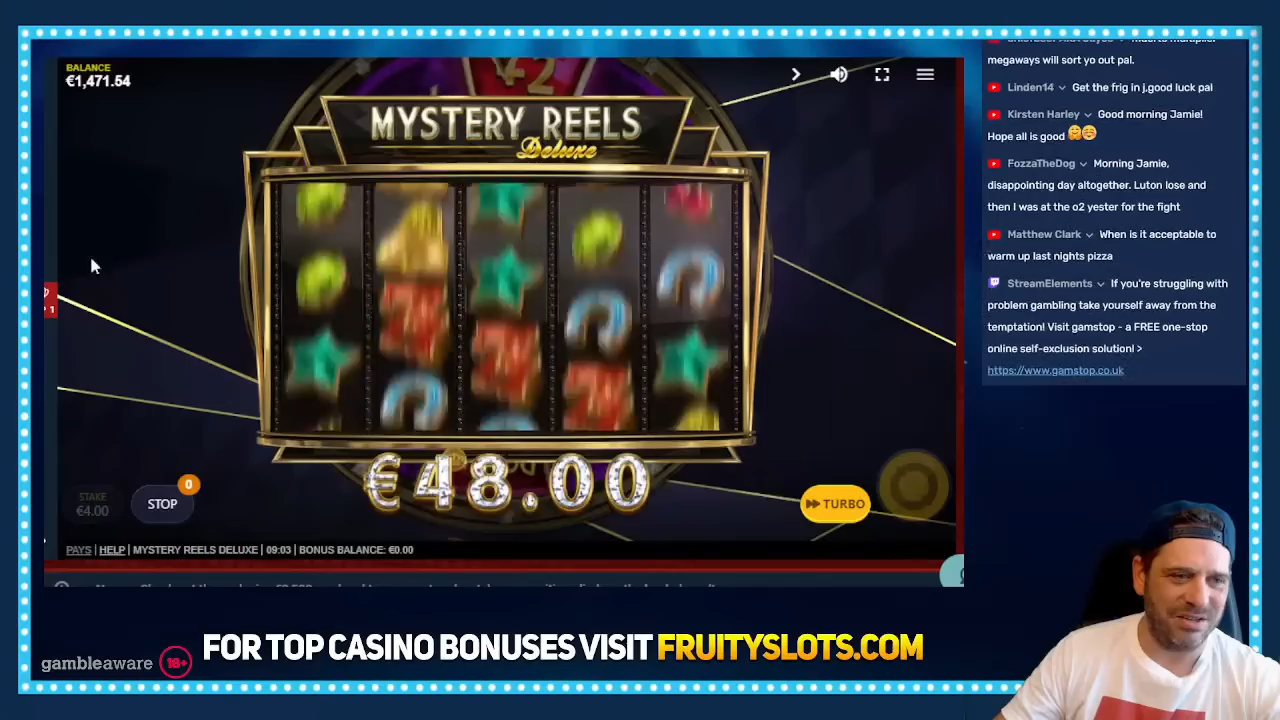 BALANCE
€1,471.54
x2
MYSTERY REELS
Deluxe
€48.00
0
STAKE
€4.00
STOP
TURBO
PAYS | HELP | MYSTERY REELS DELUXE | 09:03 | BONUS BALANCE: €0.00
megaways will sort yo out pal.
Linden14 Get the frig in j,good luck pal
Kirsten Harley Good morning Jamie!
Hope all is good
FozzaTheDog Morning Jamie,
disappointing day altogether. Luton lose and
then I was at the o2 yester for the fight
Matthew Clark When is it acceptable to
warm up last nights pizza
StreamElements If you're struggling with
problem gambling take yourself away from the
temptation! Visit gamstop - a FREE one-stop
online self-exclusion solution! >
https://www.gamstop.co.uk
gambleaware 18+
FOR TOP CASINO BONUSES VISIT FRUITYSLOTS.COM